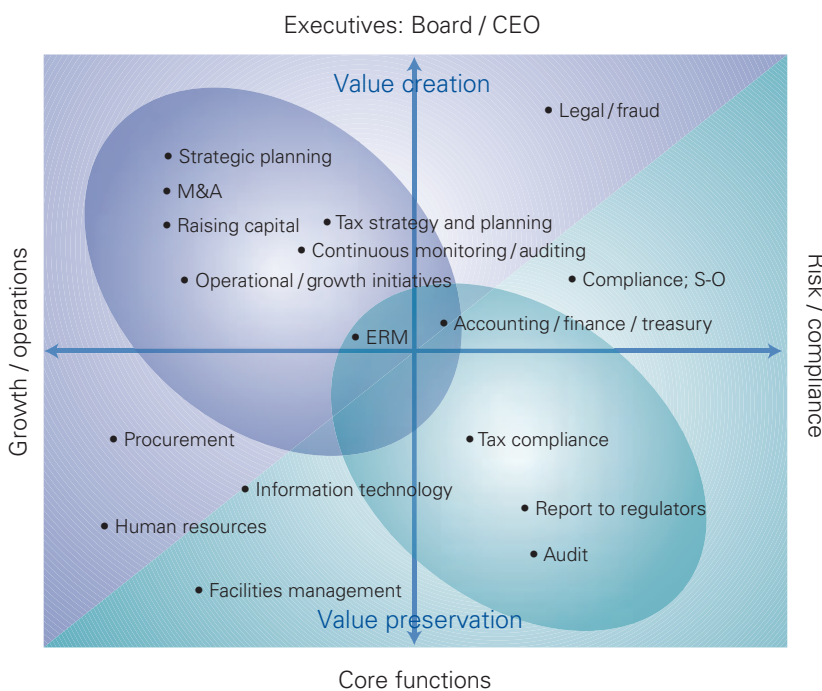 Executives: Board / CEO
Value creation
• Legal / fraud
• Strategic planning
• M&A
• Raising capital
• Tax strategy and planning
• Continuous monitoring / auditing
• Operational / growth initiatives
• Compliance; S-O
• Accounting / finance / treasury
• ERM
Growth / operations
Risk / compliance
• Procurement
• Tax compliance
• Information technology
• Report to regulators
• Human resources
• Audit
• Facilities management
Value preservation
Core functions